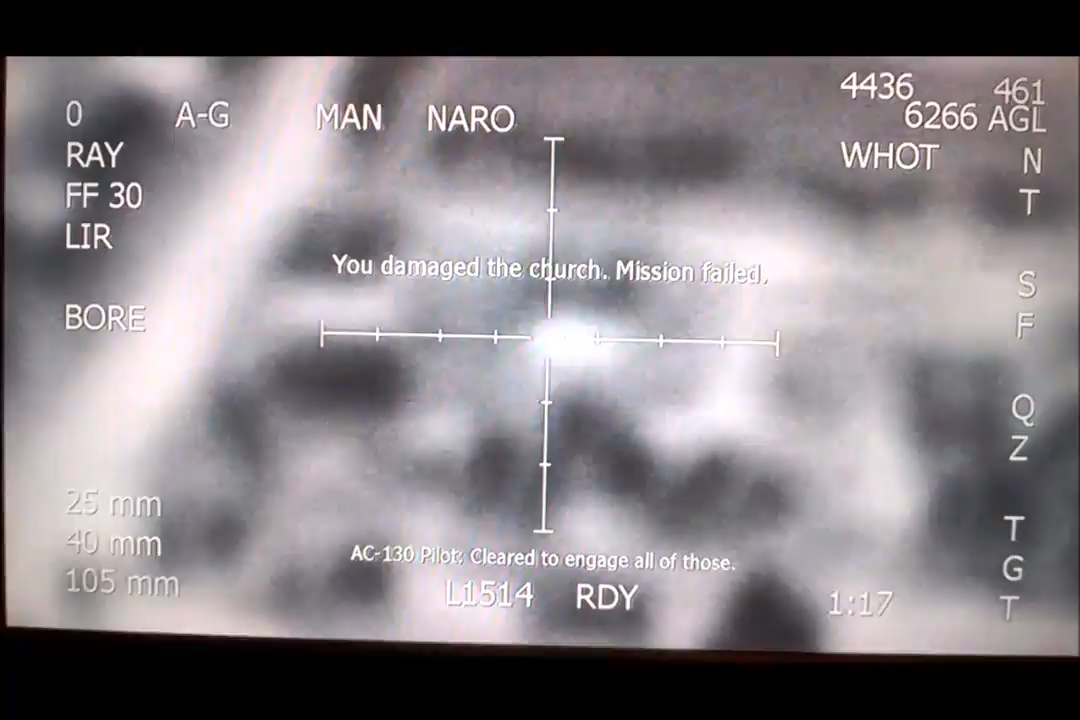 0 A-G MAN NARO 4436 461
6266 AGL
RAY WHOT N
FF 30 T
LIR
You damaged the church. Mission failed.
S
BORE F
Q
Z
25 mm
40 mm T
AC-130 Pilot: Cleared to engage all of those.
105 mm L1514 RDY 1:17 G
T